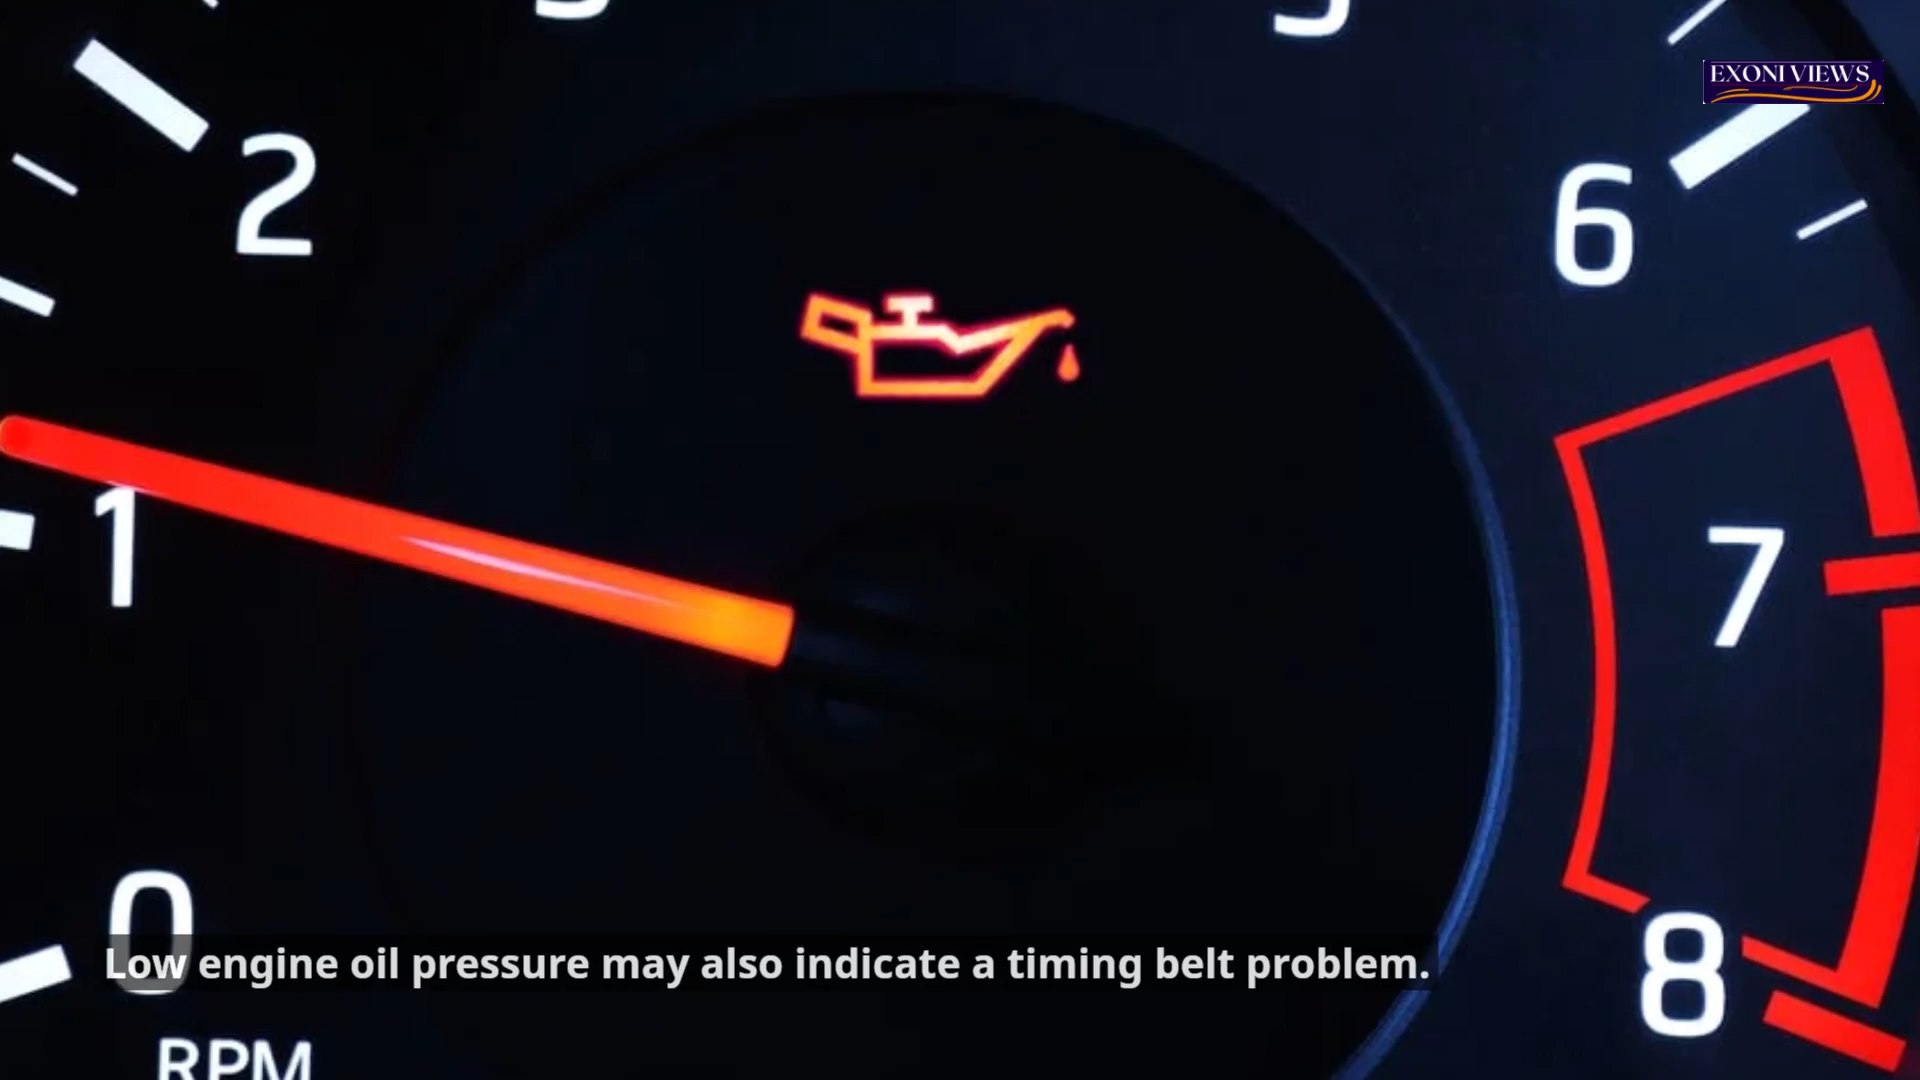 EXONI VIEWS
2
6
1
7
0
8
Low engine oil pressure may also indicate a timing belt problem.
RPM